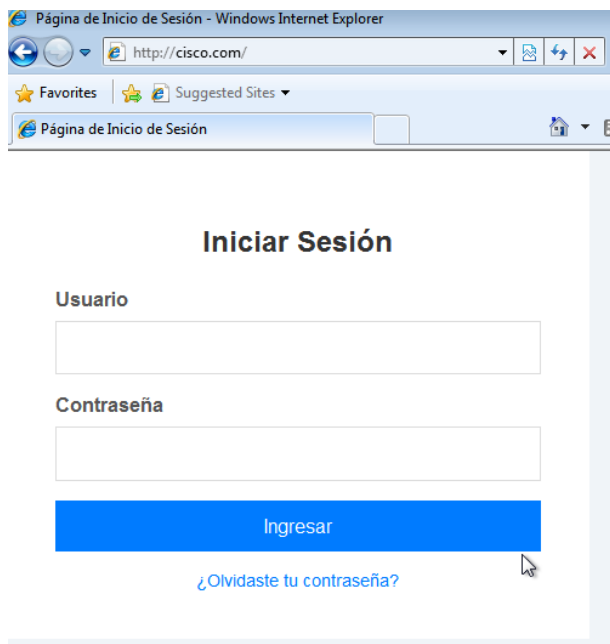 Página de Inicio de Sesión - Windows Internet Explorer
http://cisco.com/
Favorites Suggested Sites
Página de Inicio de Sesión
Iniciar Sesión
Usuario
Contraseña
Ingresar
¿Olvidaste tu contraseña?